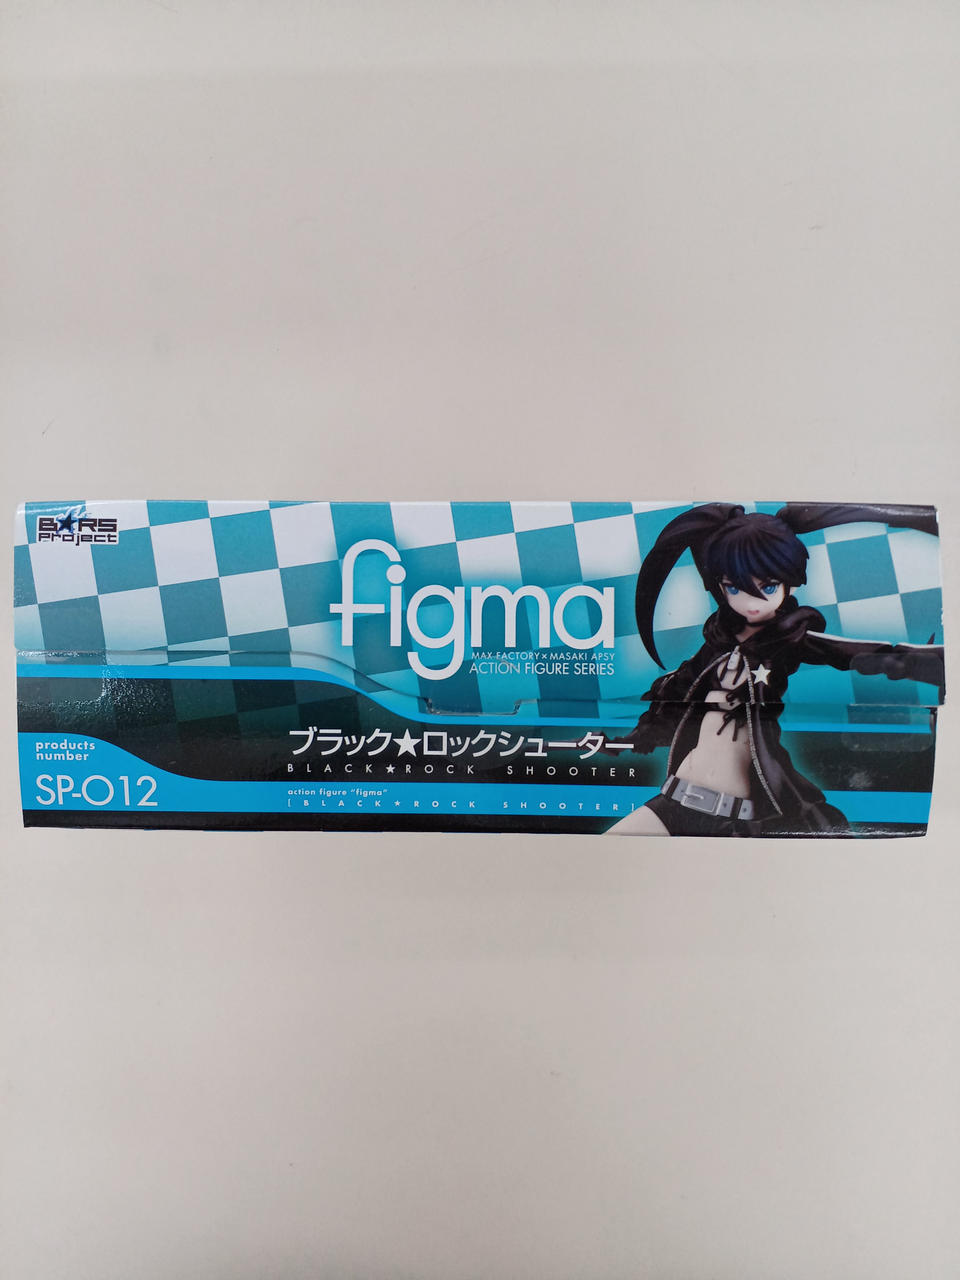 B★RS
Project
figma
MAX FACTORY×MASAKI APSY
ACTION FIGURE SERIES
ブラック★ロックシューター
BLACK★ROCK SHOOTER
products
number
SP-012
action figure "figma"
[BLACK★ROCK SHOOTER]